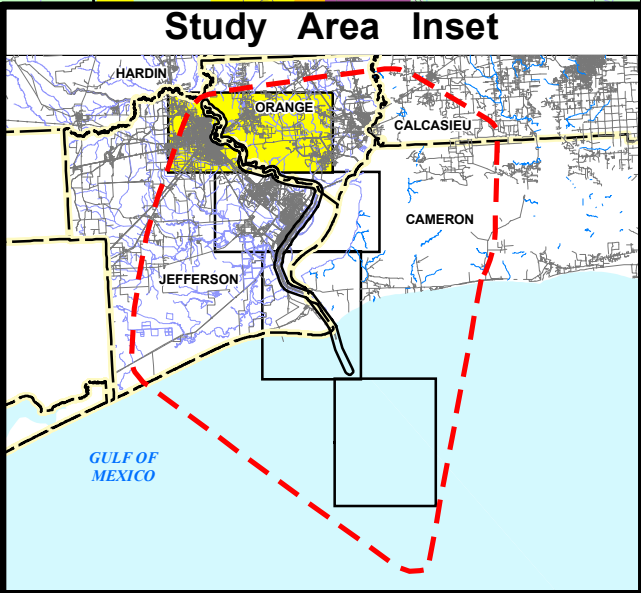 Study Area Inset
HARDIN
ORANGE
CALCASIEU
CAMERON
JEFFERSON
GULF OF
MEXICO